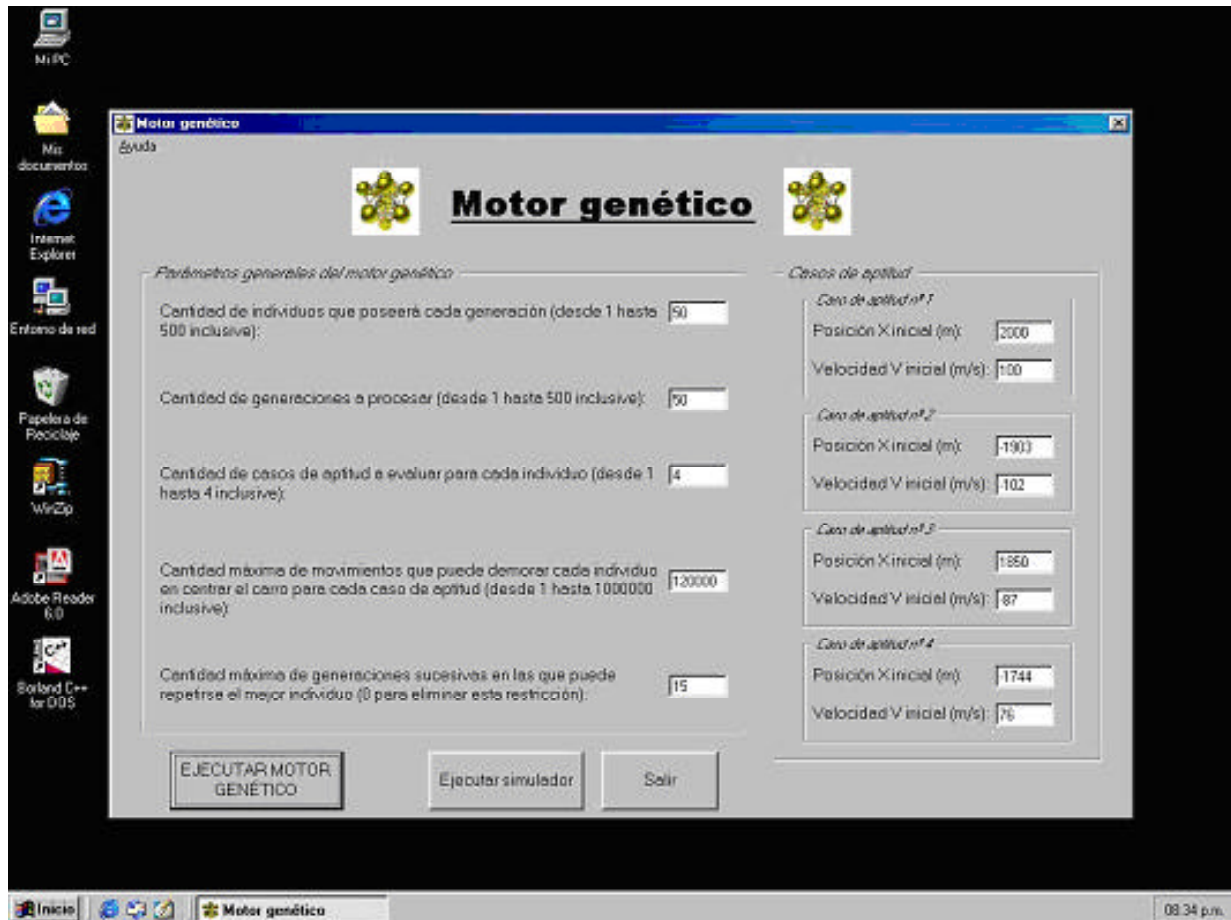 Mi PC
Mis
documentos
Internet
Explorer
Entorno de red
Papelera de
Reciclaje
WinZip
Adobe Reader
6.0
Borland C++
for DOS
Motor genético
Ayuda
Motor genético
Parámetros generales del motor genético
Cantidad de individuos que poseerá cada generación (desde 1 hasta
500 inclusive):
50
Cantidad de generaciones a procesar (desde 1 hasta 500 inclusive):
50
Cantidad de casos de aptitud a evaluar para cada individuo (desde 1
hasta 4 inclusive):
4
Cantidad máxima de movimientos que puede demorar cada individuo
en centrar el carro para cada caso de aptitud (desde 1 hasta 1000000
inclusive):
120000
Cantidad máxima de generaciones sucesivas en las que puede
repetirse el mejor individuo (0 para eliminar esta restricción):
15
Casos de aptitud
Caso de aptitud nº 1
Posición X inicial (m):
2000
Velocidad V inicial (m/s):
100
Caso de aptitud nº 2
Posición X inicial (m):
-1903
Velocidad V inicial (m/s):
-102
Caso de aptitud nº 3
Posición X inicial (m):
1850
Velocidad V inicial (m/s):
-87
Caso de aptitud nº 4
Posición X inicial (m):
-1744
Velocidad V inicial (m/s):
76
EJECUTAR MOTOR
GENÉTICO
Ejecutar simulador
Salir
Inicio
Motor genético
08:34 p.m.